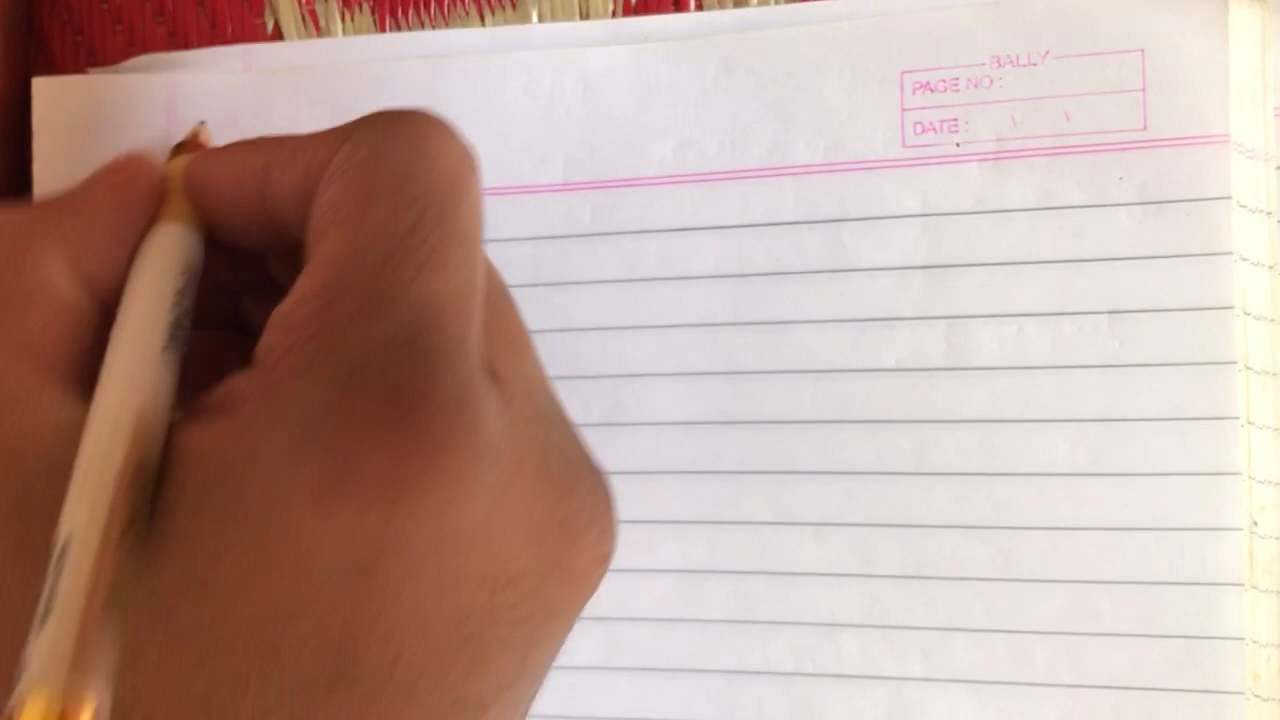 BALLY
PAGE NO :
DATE : / /